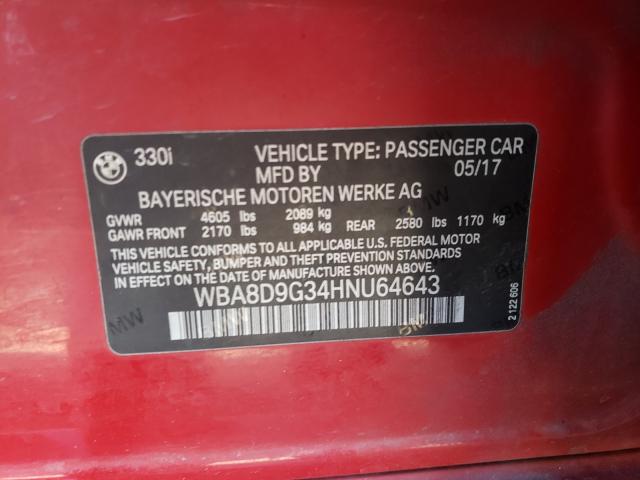 330i VEHICLE TYPE: PASSENGER CAR
MFD BY 05/17
BAYERISCHE MOTOREN WERKE AG
GVWR 4605 lbs 2089 kg
GAWR FRONT 2170 lbs 984 kg REAR 2580 lbs 1170 kg
THIS VEHICLE CONFORMS TO ALL APPLICABLE U.S. FEDERAL MOTOR
VEHICLE SAFETY, BUMPER AND THEFT PREVENTION STANDARDS
IN EFFECT ON THE DATE OF MANUFACTURE SHOWN ABOVE.
WBA8D9G34HNU64643
2 122 606